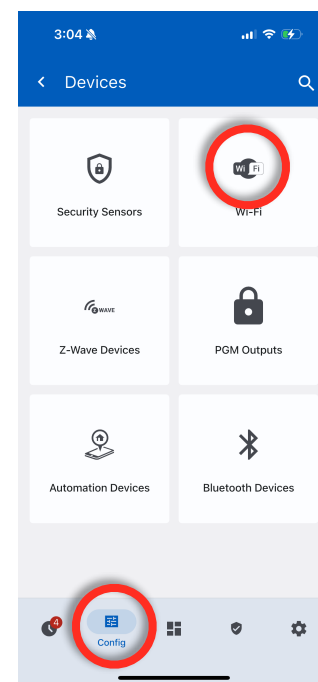 3:04
Devices
Wi Fi
Security Sensors
Wi-Fi
Z WAVE
Z-Wave Devices
PGM Outputs
Automation Devices
Bluetooth Devices
4
Config